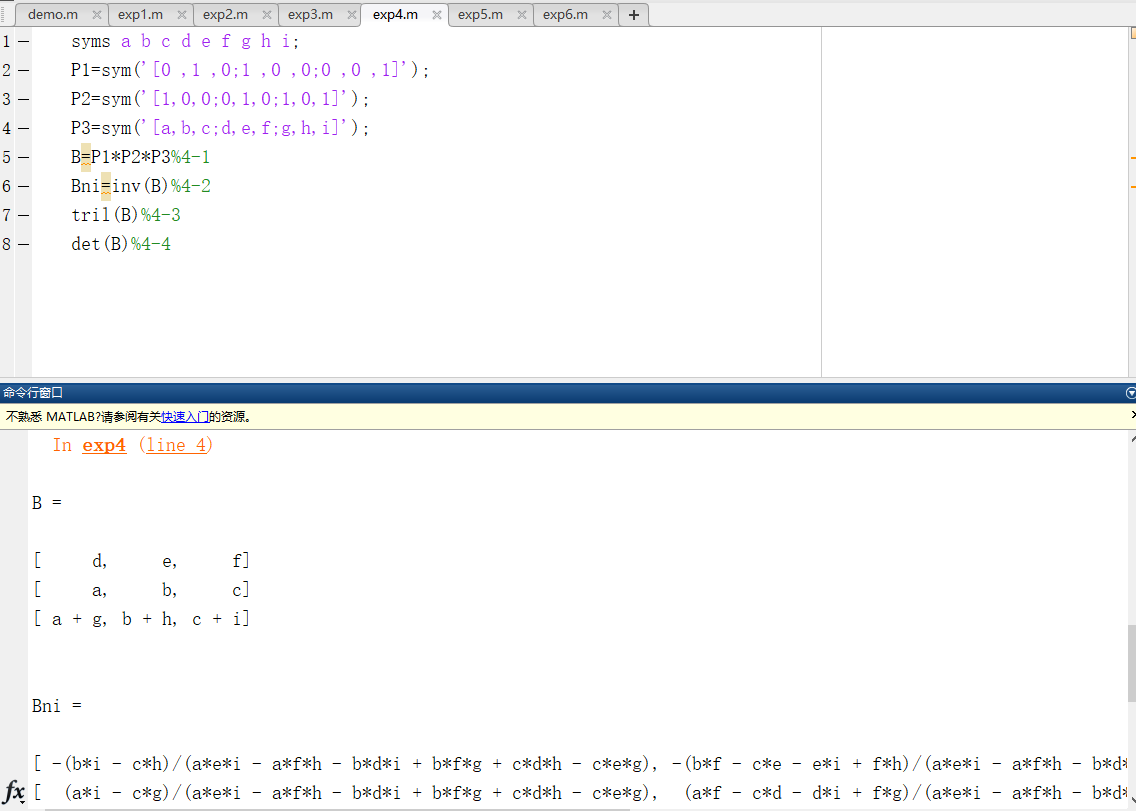 demo.m × exp1.m × exp2.m × exp3.m × exp4.m × exp5.m × exp6.m × +
1 — syms a b c d e f g h i;
2 — P1=sym('[0 ,1 ,0;1 ,0 ,0;0 ,0 ,1]');
3 — P2=sym('[1,0,0;0,1,0;1,0,1]');
4 — P3=sym('[a,b,c;d,e,f;g,h,i]');
5 — B=P1*P2*P3%4-1
6 — Bni=inv(B)%4-2
7 — tril(B)%4-3
8 — det(B)%4-4
命令行窗口
不熟悉 MATLAB?请参阅有关快速入门的资源。 ×
In exp4 (line 4)
B =
[ d, e, f]
[ a, b, c]
[ a + g, b + h, c + i]
Bni =
[ -(b*i - c*h)/(a*e*i - a*f*h - b*d*i + b*f*g + c*d*h - c*e*g), -(b*f - c*e - e*i + f*h)/(a*e*i - a*f*h - b*d*
[ (a*i - c*g)/(a*e*i - a*f*h - b*d*i + b*f*g + c*d*h - c*e*g), (a*f - c*d - d*i + f*g)/(a*e*i - a*f*h - b*d*
fx